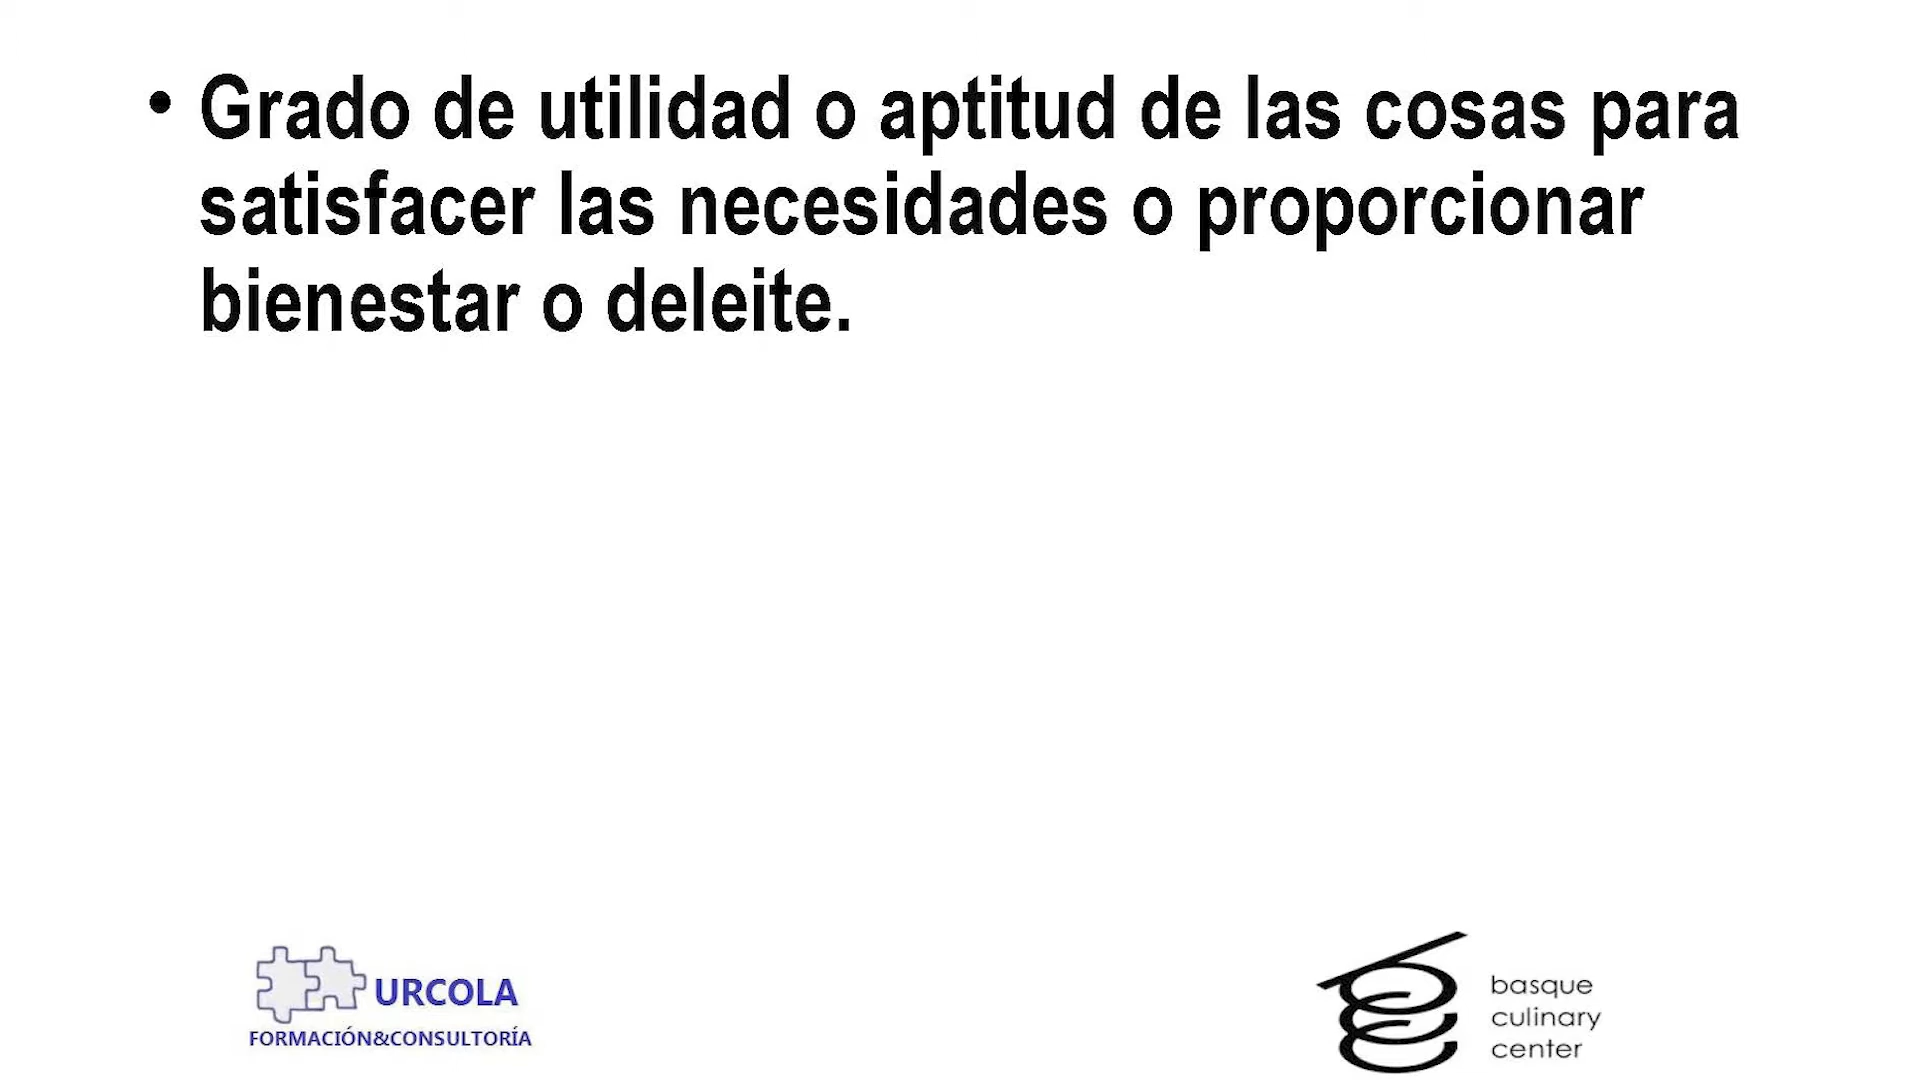 • Grado de utilidad o aptitud de las cosas para
satisfacer las necesidades o proporcionar
bienestar o deleite.
URCOLA
FORMACIÓN&CONSULTORÍA
basque
culinary
center